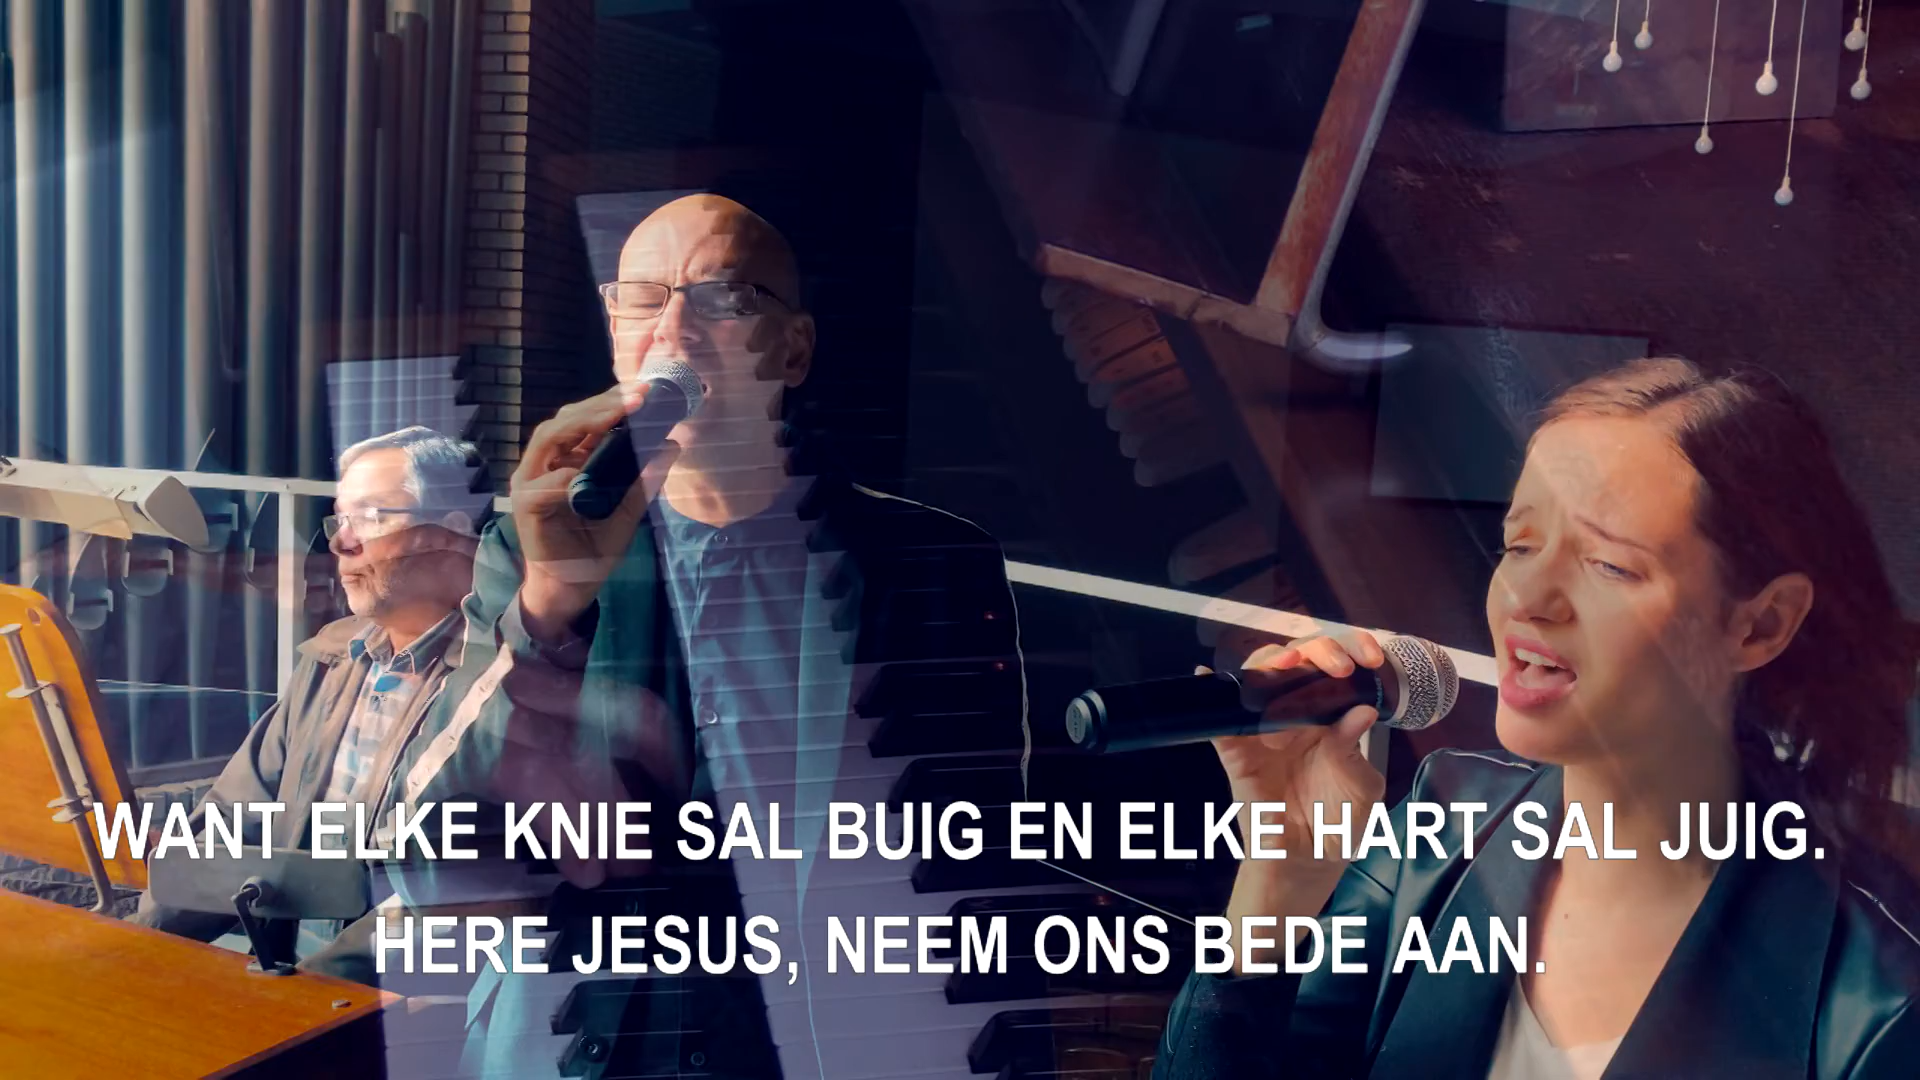 WANT ELKE KNIE SAL BUIG EN ELKE HART SAL JUIG.
HERE JESUS, NEEM ONS BEDE AAN.